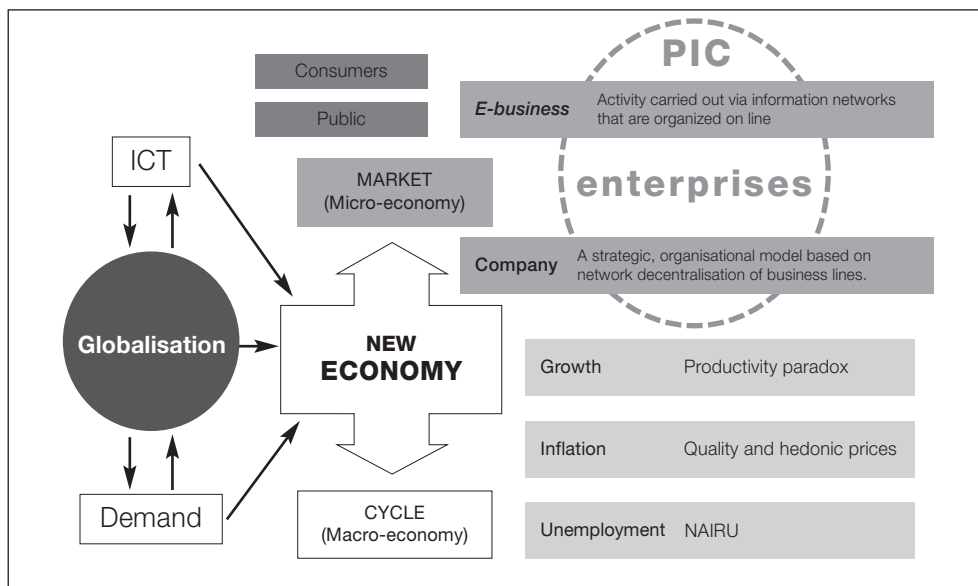 Consumers
Public
PIC
E-business
Activity carried out via information networks
that are organized on line
ICT
MARKET
(Micro-economy)
enterprises
Company
A strategic, organisational model based on
network decentralisation of business lines.
Globalisation
NEW
ECONOMY
Growth
Productivity paradox
Inflation
Quality and hedonic prices
Demand
CYCLE
(Macro-economy)
Unemployment
NAIRU